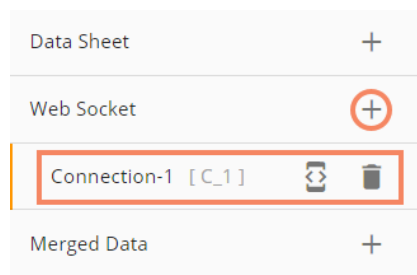 Data Sheet
Web Socket
Connection-1 [ C_1 ]
Merged Data